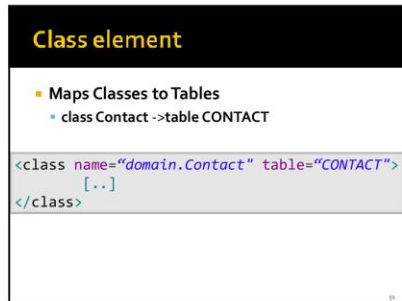 Class element
Maps Classes to Tables
class Contact ->table CONTACT
<class name=“domain.Contact" table=“CONTACT">
[..]
</class>